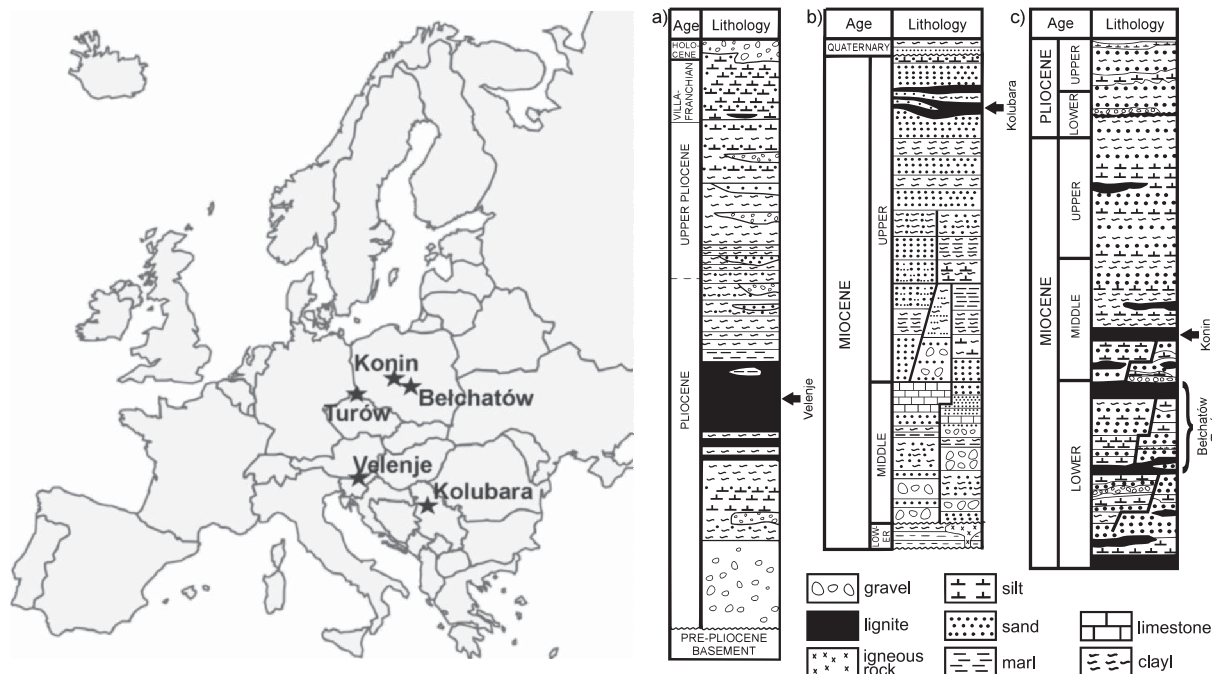 Konin
Bełchatów
Turów
Velenje
Kolubara
a)
Age
Lithology
HOLO-
CENE
VILLA-
FRANCHIAN
UPPER PLIOCENE
PLIOCENE
PRE-PLIOCENE
BASEMENT
Velenje
b)
Age
Lithology
QUATERNARY
MIOCENE
UPPER
MIDDLE
LOW-
ER
Kolubara
c)
Age
Lithology
PLIOCENE
UPPER
LOWER
MIOCENE
UPPER
MIDDLE
LOWER
Konin
Bełchatów
gravel
silt
lignite
sand
limestone
igneous
rock
marl
clayl